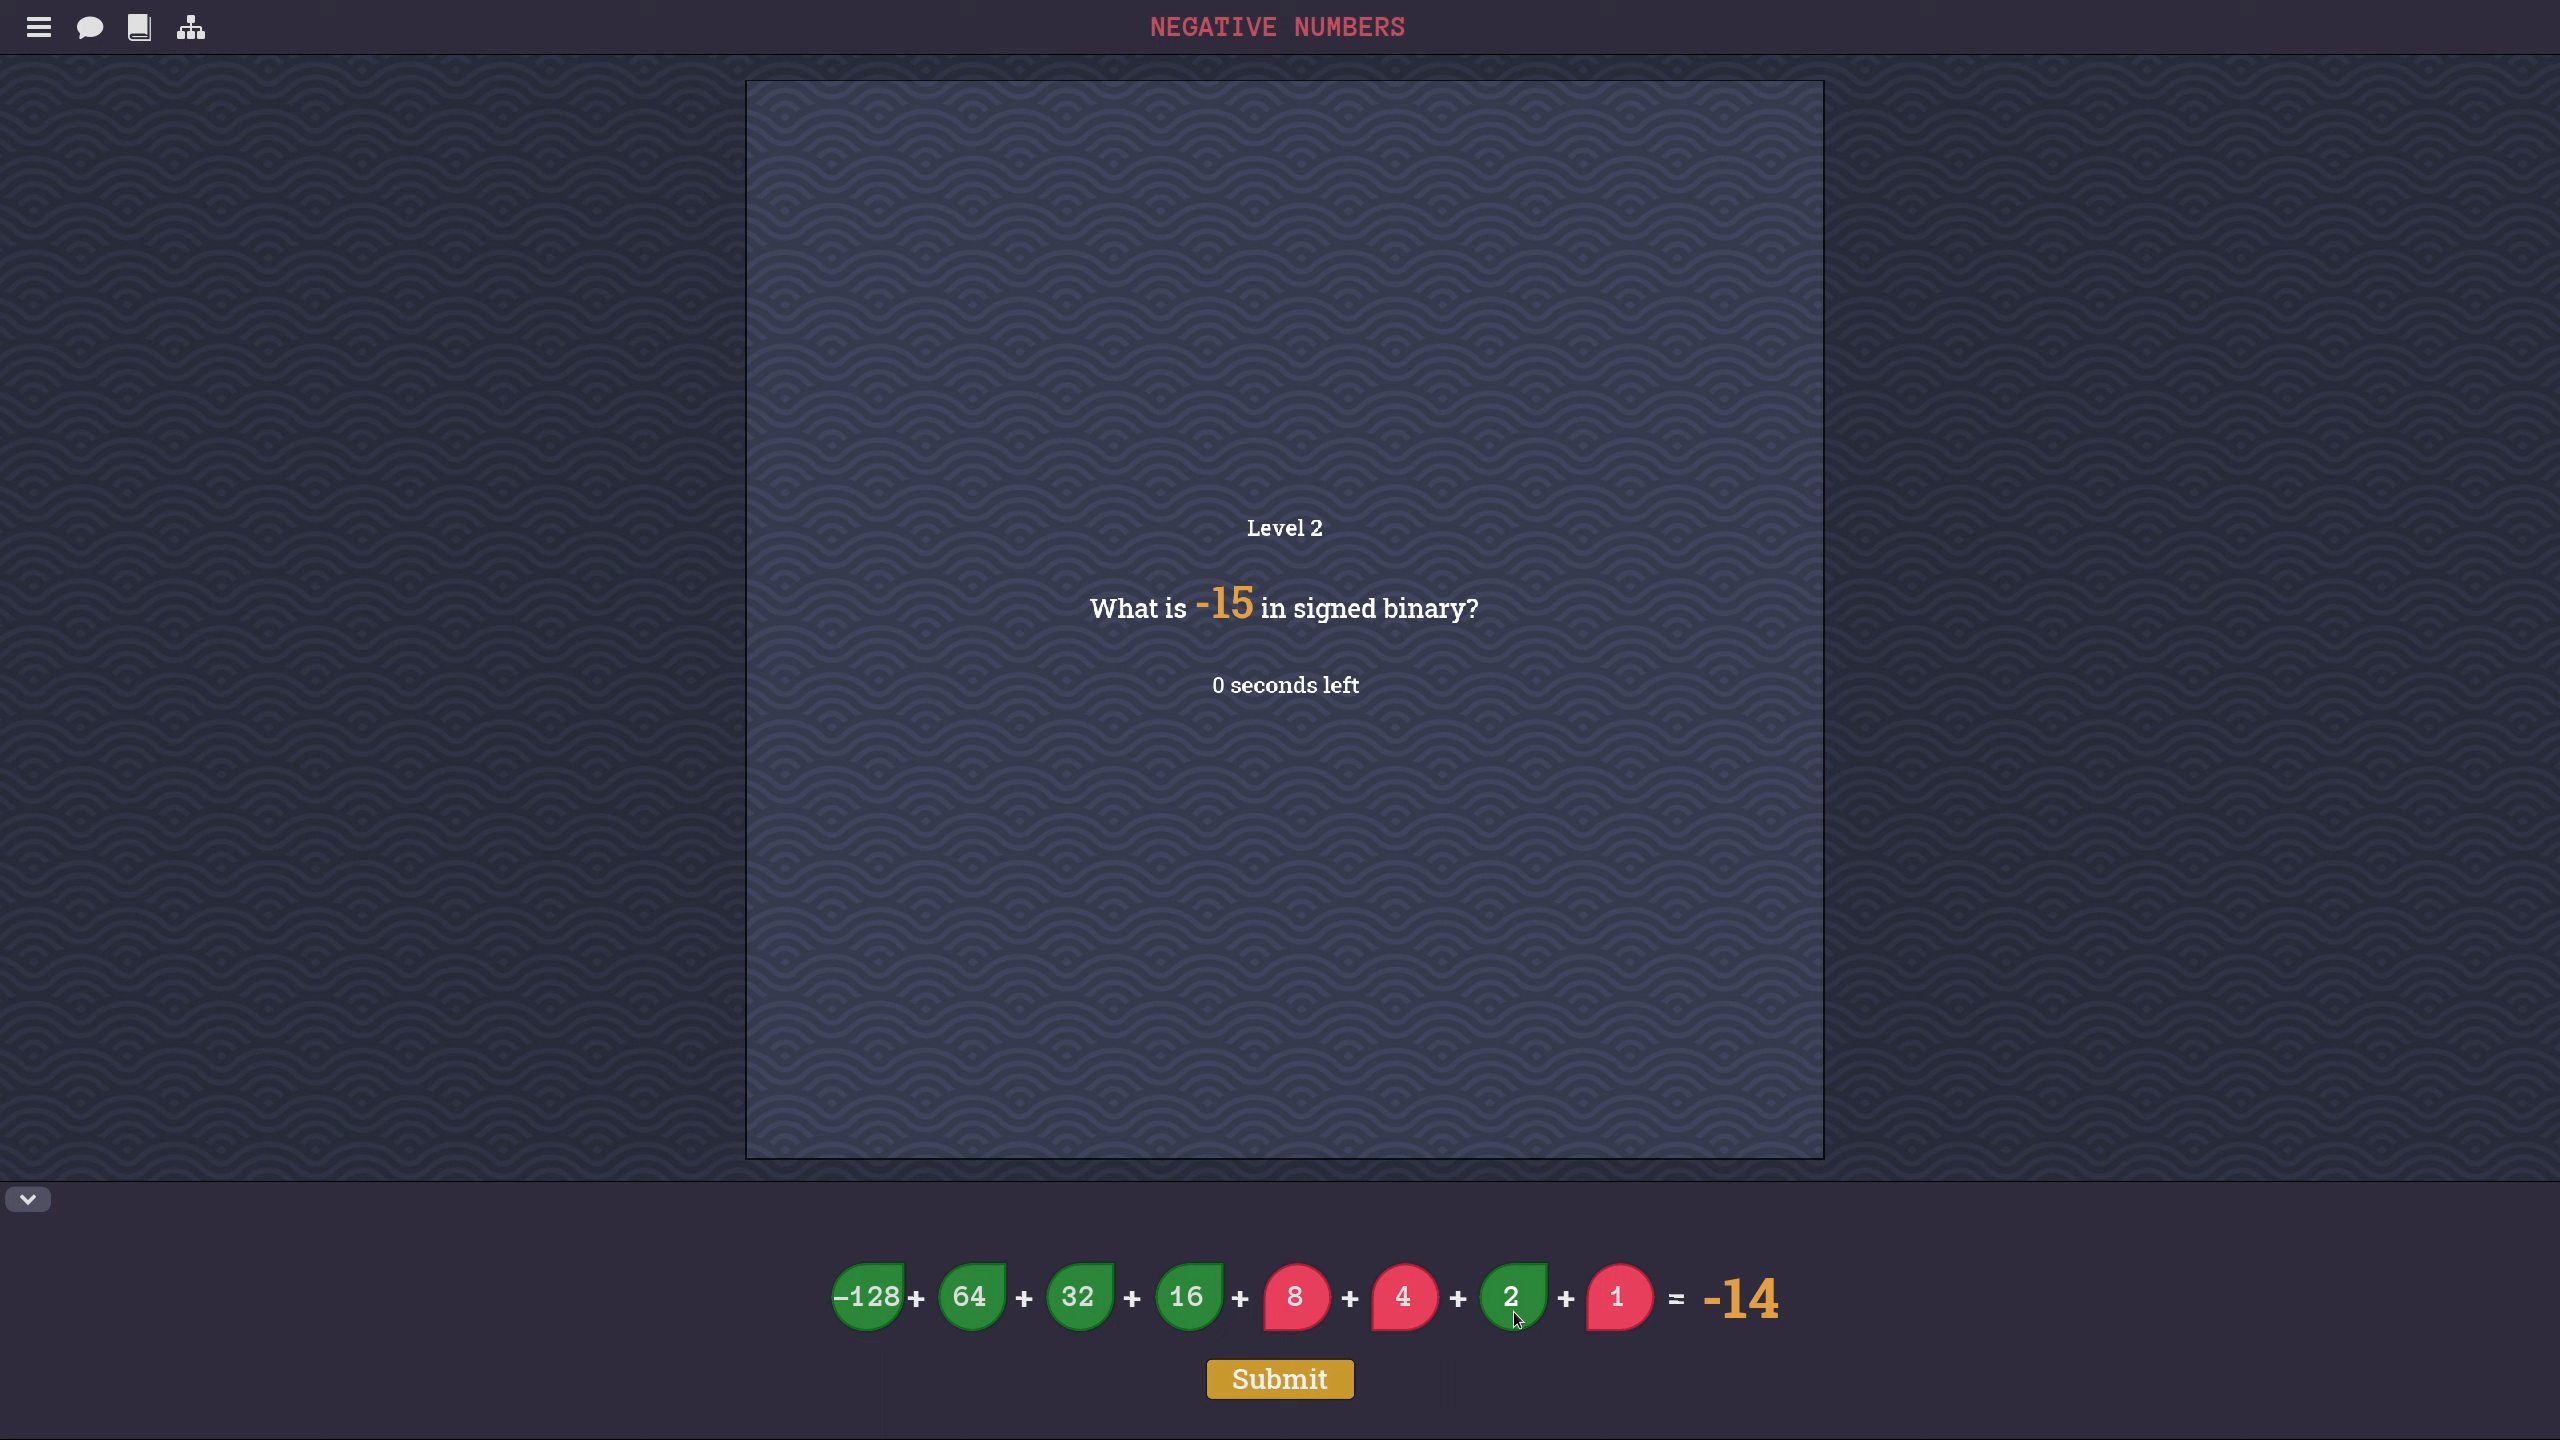 NEGATIVE NUMBERS
Level 2
What is -15 in signed binary?
0 seconds left
-128 + 64 + 32 + 16 + 8 + 4 + 2 + 1 = -14
Submit